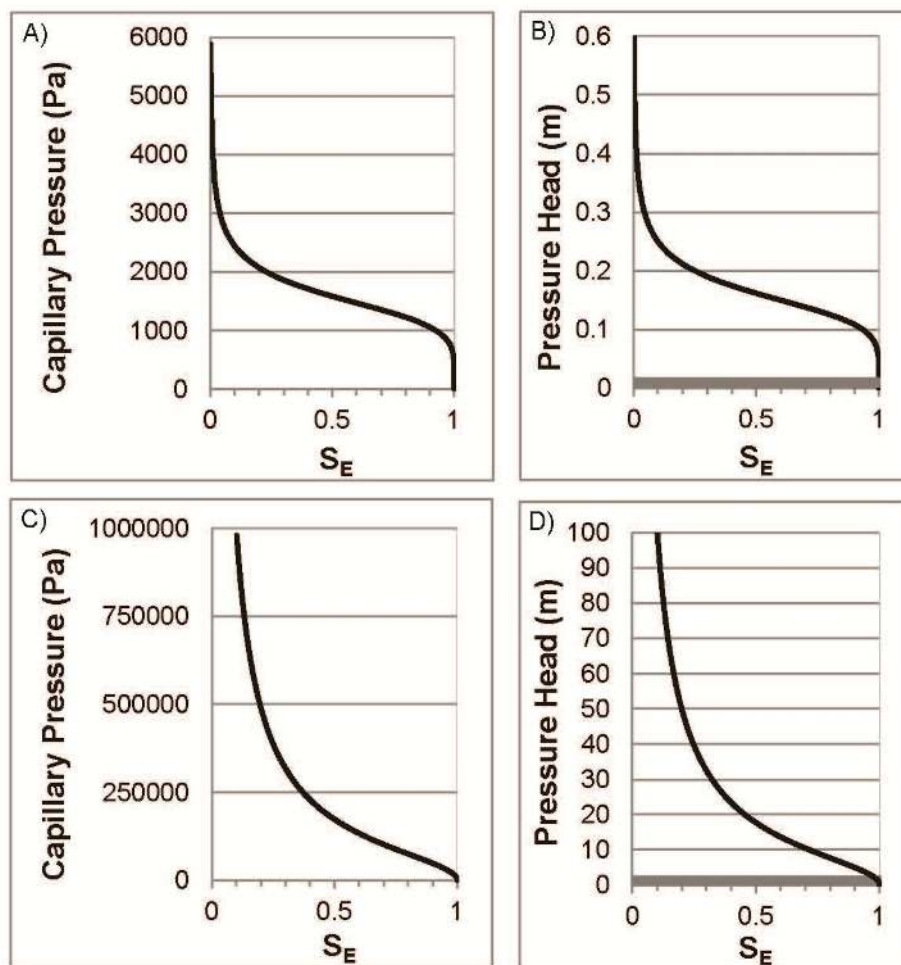 A)
Capillary Pressure (Pa)
6000
5000
4000
3000
2000
1000
0
0 0.5 1
SE
B)
Pressure Head (m)
0.6
0.5
0.4
0.3
0.2
0.1
0
0 0.5 1
SE
C)
Capillary Pressure (Pa)
1000000
750000
500000
250000
0
0 0.5 1
SE
D)
Pressure Head (m)
100
90
80
70
60
50
40
30
20
10
0
0 0.5 1
SE